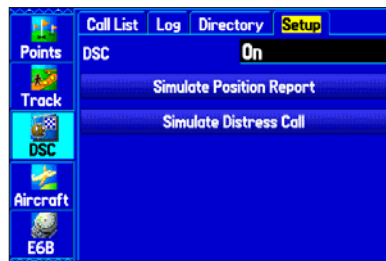 Call List Log Directory Setup
Points
DSC On
Simulate Position Report
Track
Simulate Distress Call
DSC
Aircraft
E6B